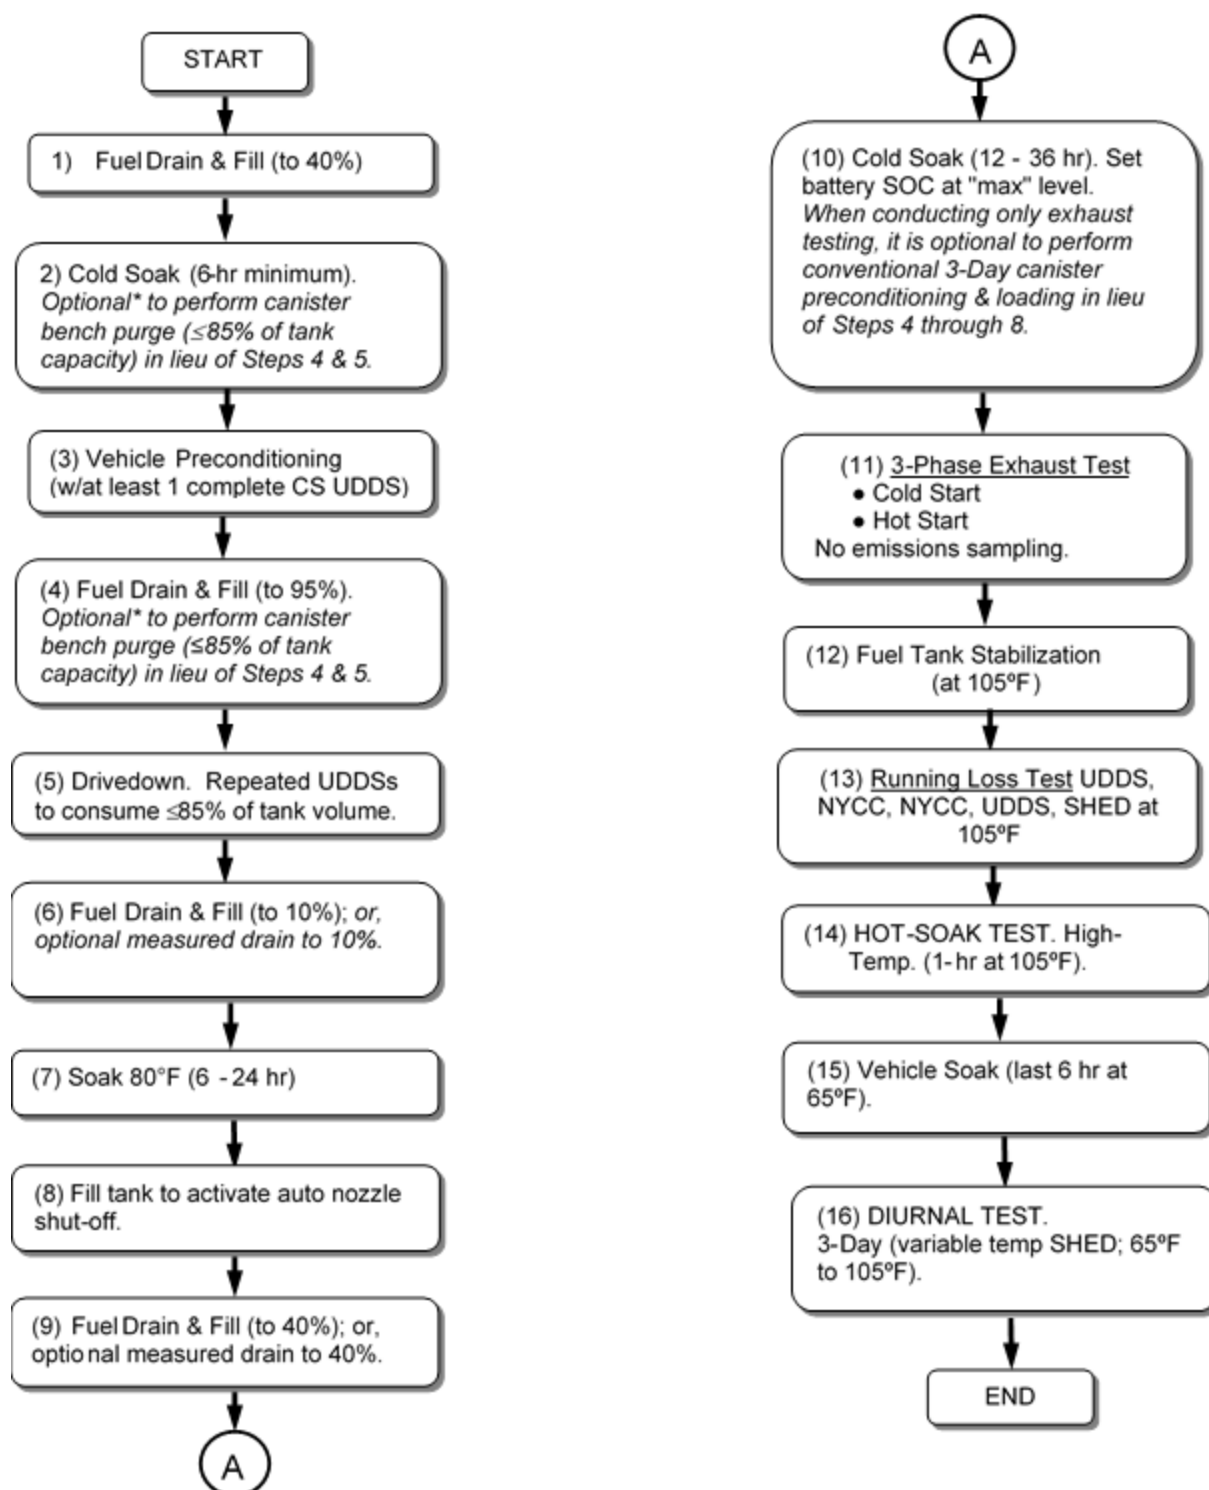 START
1) Fuel Drain & Fill (to 40%)
2) Cold Soak (6-hr minimum).
Optional* to perform canister
bench purge (≤85% of tank
capacity) in lieu of Steps 4 & 5.
(3) Vehicle Preconditioning
(w/at least 1 complete CS UDDS)
(4) Fuel Drain & Fill (to 95%).
Optional* to perform canister
bench purge (≤85% of tank
capacity) in lieu of Steps 4 & 5.
(5) Drivedown. Repeated UDDSs
to consume ≤85% of tank volume.
(6) Fuel Drain & Fill (to 10%); or,
optional measured drain to 10%.
(7) Soak 80°F (6 - 24 hr)
(8) Fill tank to activate auto nozzle
shut-off.
(9) Fuel Drain & Fill (to 40%); or,
optional measured drain to 40%.
A
A
(10) Cold Soak (12 - 36 hr). Set
battery SOC at "max" level.
When conducting only exhaust
testing, it is optional to perform
conventional 3-Day canister
preconditioning & loading in lieu
of Steps 4 through 8.
(11) 3-Phase Exhaust Test
● Cold Start
● Hot Start
No emissions sampling.
(12) Fuel Tank Stabilization
(at 105ºF)
(13) Running Loss Test UDDS,
NYCC, NYCC, UDDS, SHED at
105ºF
(14) HOT-SOAK TEST. High-
Temp. (1-hr at 105ºF).
(15) Vehicle Soak (last 6 hr at
65ºF).
(16) DIURNAL TEST.
3-Day (variable temp SHED; 65ºF
to 105ºF).
END